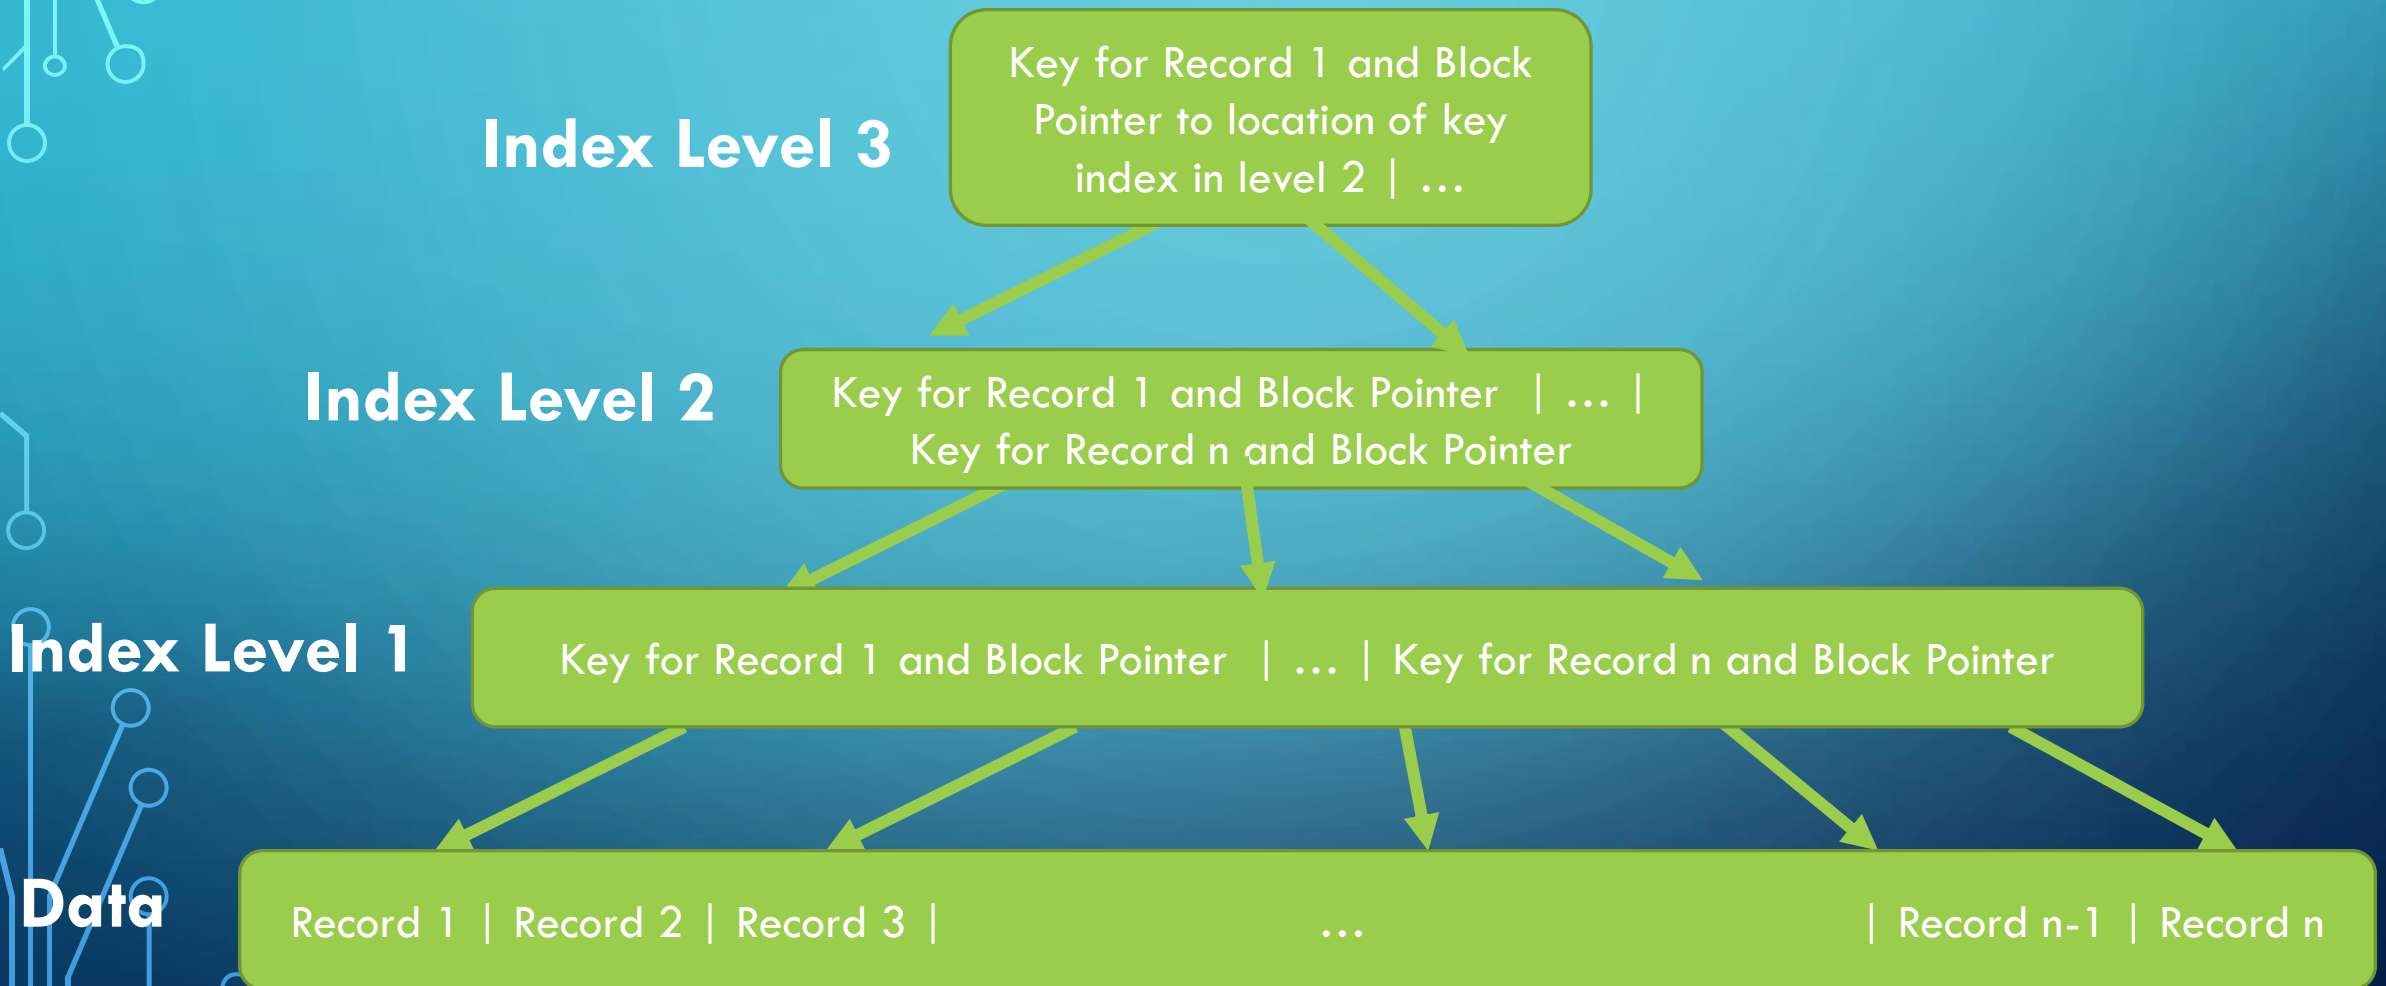 Key for Record 1 and Block
Pointer to location of key
index in level 2 | ...
Index Level 3
Index Level 2
Key for Record 1 and Block Pointer | ... |
Key for Record n and Block Pointer
Index Level 1
Key for Record 1 and Block Pointer | ... | Key for Record n and Block Pointer
Data
Record 1 | Record 2 | Record 3 | ... | Record n-1 | Record n